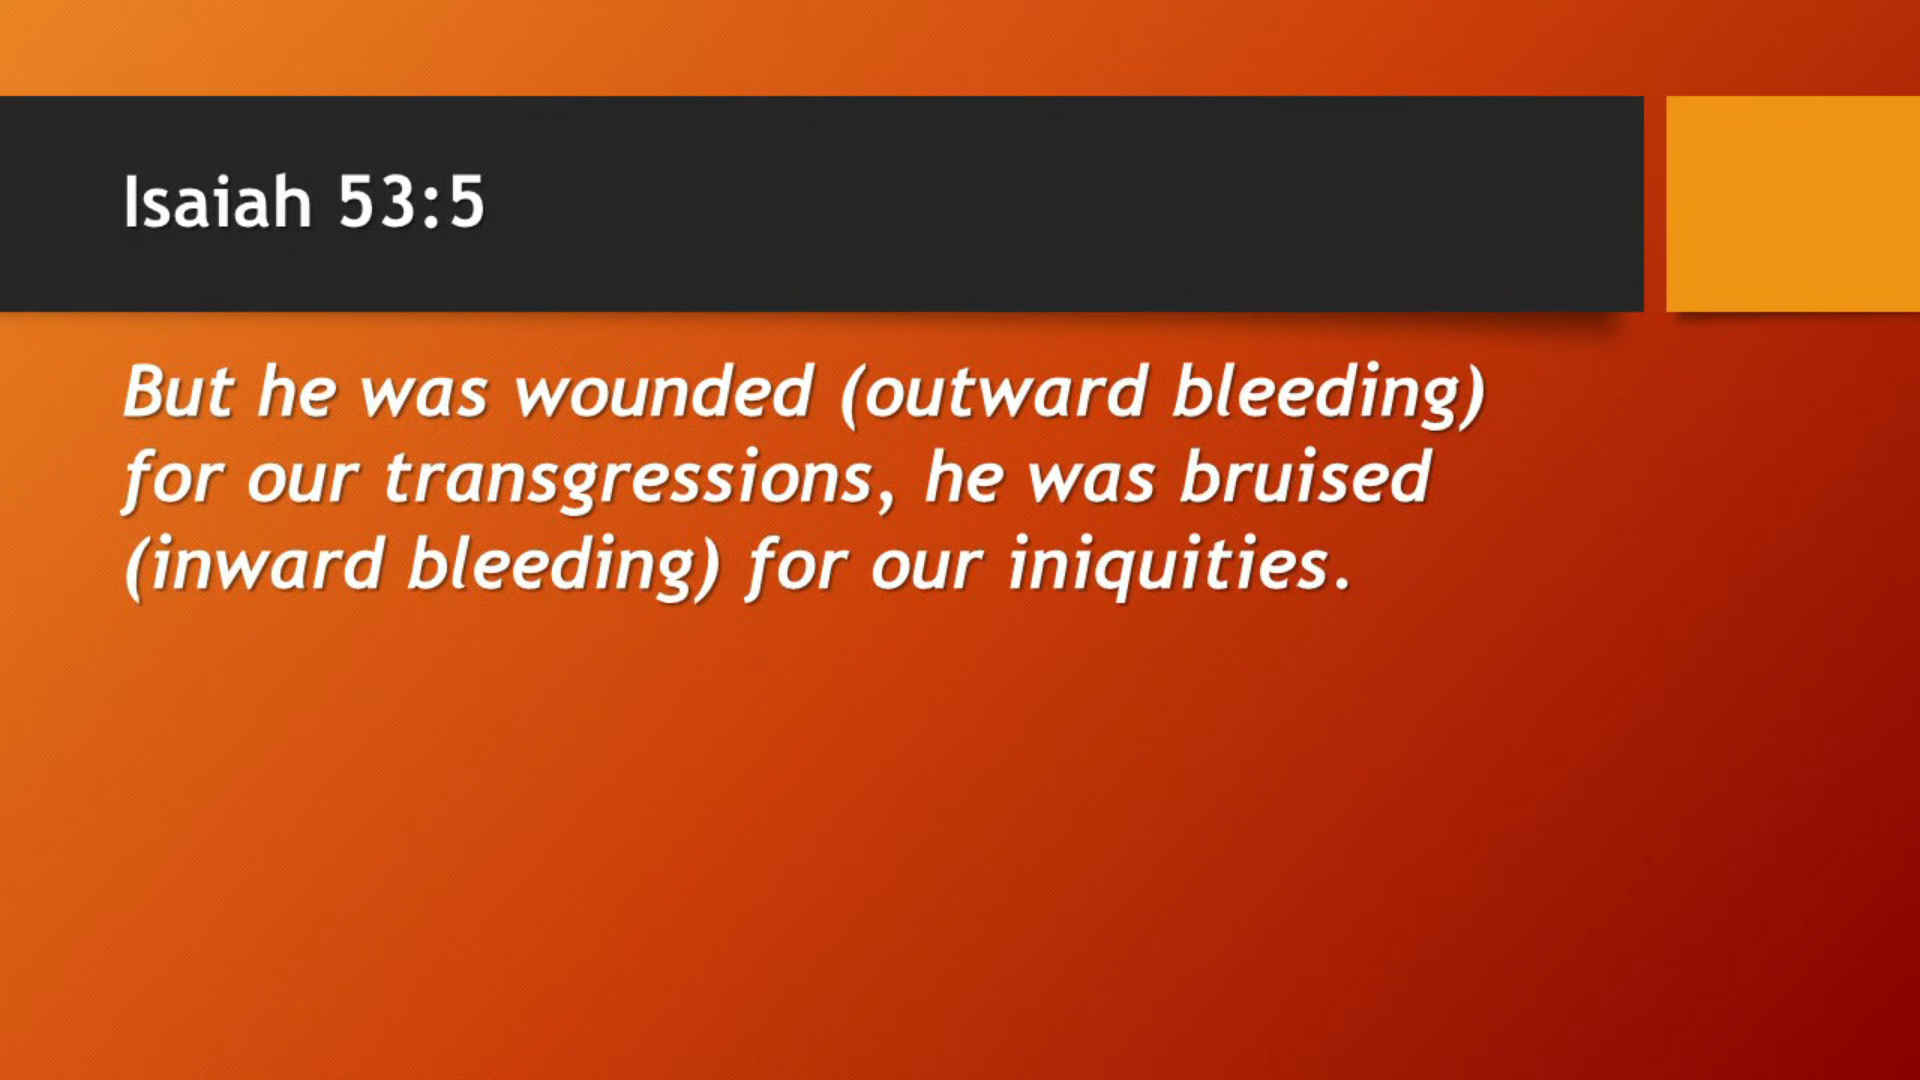 Isaiah 53:5
But he was wounded (outward bleeding)
for our transgressions, he was bruised
(inward bleeding) for our iniquities.